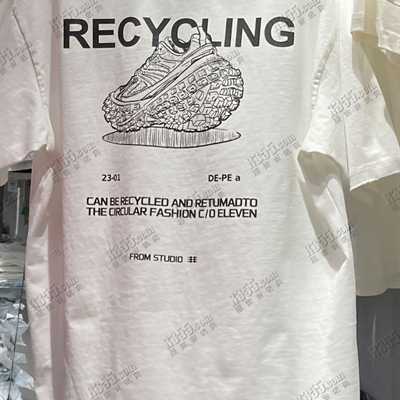 RECYCLING
23-01 DE-PE a
CAN BE RECYCLED AND RETUMADTO
THE CIRCULAR FASHION C/O ELEVEN
FROM STUDIO #